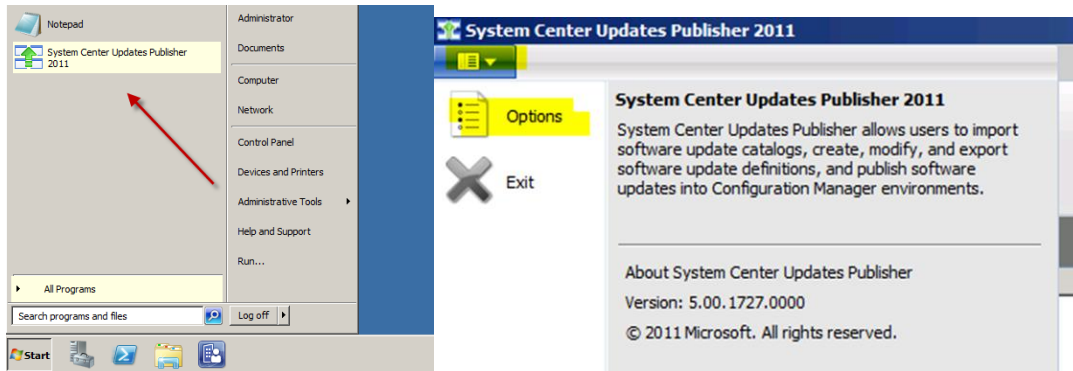 Notepad
System Center Updates Publisher
2011
All Programs
Search programs and files
Administrator
Documents
Computer
Network
Control Panel
Devices and Printers
Administrative Tools
Help and Support
Run...
Log off
Start
System Center Updates Publisher 2011
Options
Exit
System Center Updates Publisher 2011
System Center Updates Publisher allows users to import
software update catalogs, create, modify, and export
software update definitions, and publish software
updates into Configuration Manager environments.
About System Center Updates Publisher
Version: 5.00.1727.0000
© 2011 Microsoft. All rights reserved.